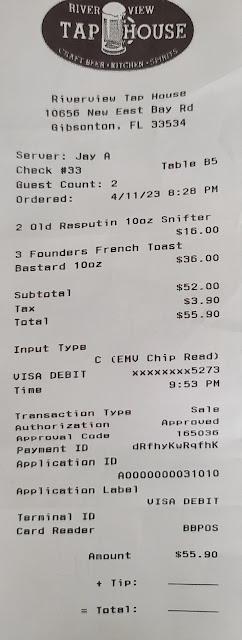 RIVER VIEW
TAP HOUSE
CRAFT BEER • KITCHEN • SPIRITS
Riverview Tap House
10656 New East Bay Rd
Gibsonton, FL 33534
Server: Jay A
Check #33 Table B5
Guest Count: 2
Ordered: 4/11/23 8:28 PM
2 Old Rasputin 10oz Snifter
$16.00
3 Founders French Toast
Bastard 10oz $36.00
Subtotal $52.00
Tax $3.90
Total $55.90
Input Type
C (EMV Chip Read)
VISA DEBIT xxxxxxxx5273
Time 9:53 PM
Transaction Type Sale
Authorization Approved
Approval Code 165036
Payment ID dRfhyKwRqfhK
Application ID
A0000000031010
Application Label
VISA DEBIT
Terminal ID
Card Reader BBPOS
Amount $55.90
+ Tip: ______
= Total: ______